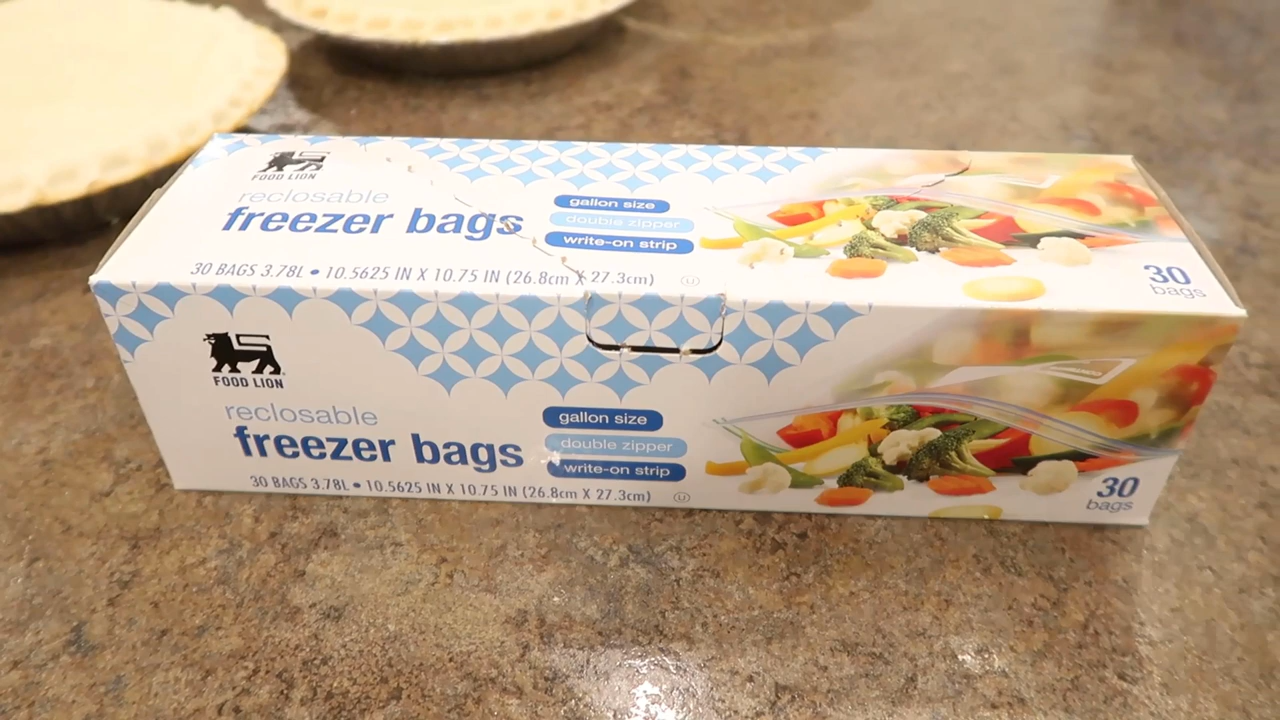 FOOD LION
reclosable
freezer bags
gallon size
double zipper
write-on strip
30 BAGS 3.78L • 10.5625 IN X 10.75 IN (26.8cm X 27.3cm)
U
30
bags
FOOD LION
reclosable
freezer bags
gallon size
double zipper
write-on strip
30 BAGS 3.78L • 10.5625 IN X 10.75 IN (26.8cm X 27.3cm)
U
30
bags